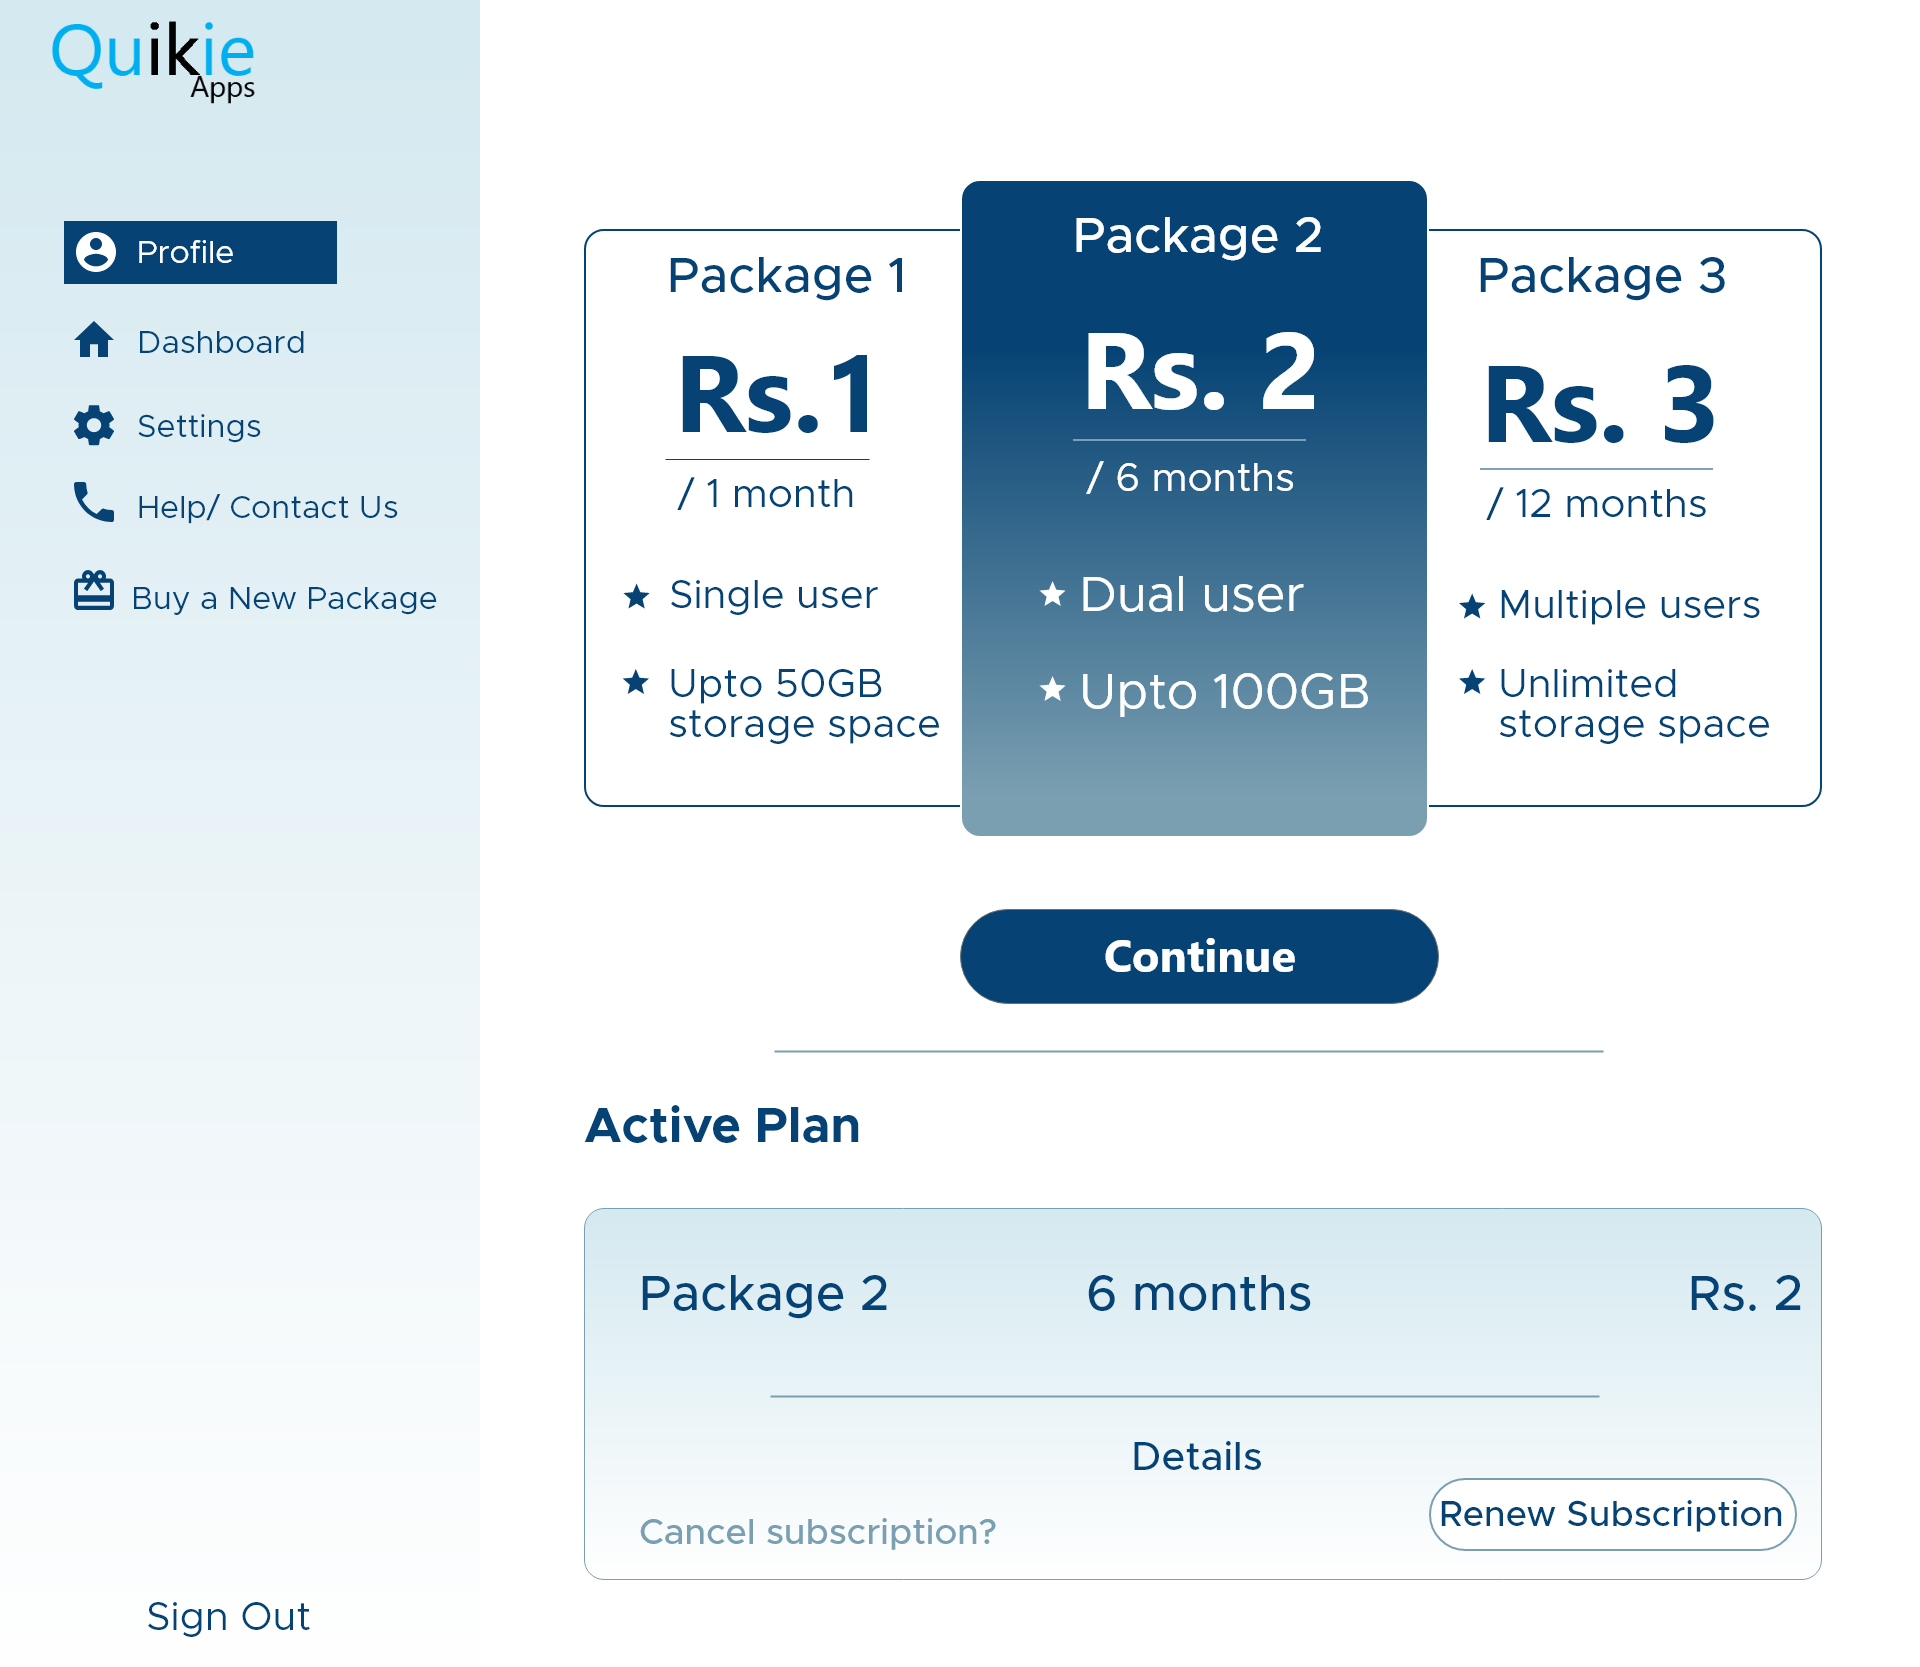 Quikie
Apps
Profile
Dashboard
Settings
Help/ Contact Us
Buy a New Package
Sign Out
Package 1
Rs.1
/ 1 month
Single user
Upto 50GB
storage space
Package 2
Rs. 2
/ 6 months
Dual user
Upto 100GB
Package 3
Rs. 3
/ 12 months
Multiple users
Unlimited
storage space
Continue
Active Plan
Package 2 6 months Rs. 2
Details
Cancel subscription?
Renew Subscription